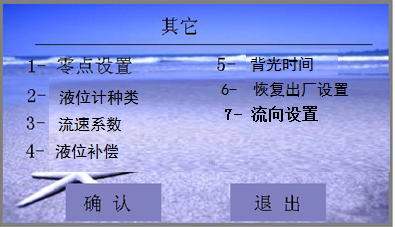 其它
1- 零点设置
2- 液位计种类
3- 流速系数
4- 液位补偿
5- 背光时间
6- 恢复出厂设置
7- 流向设置
确 认
退 出